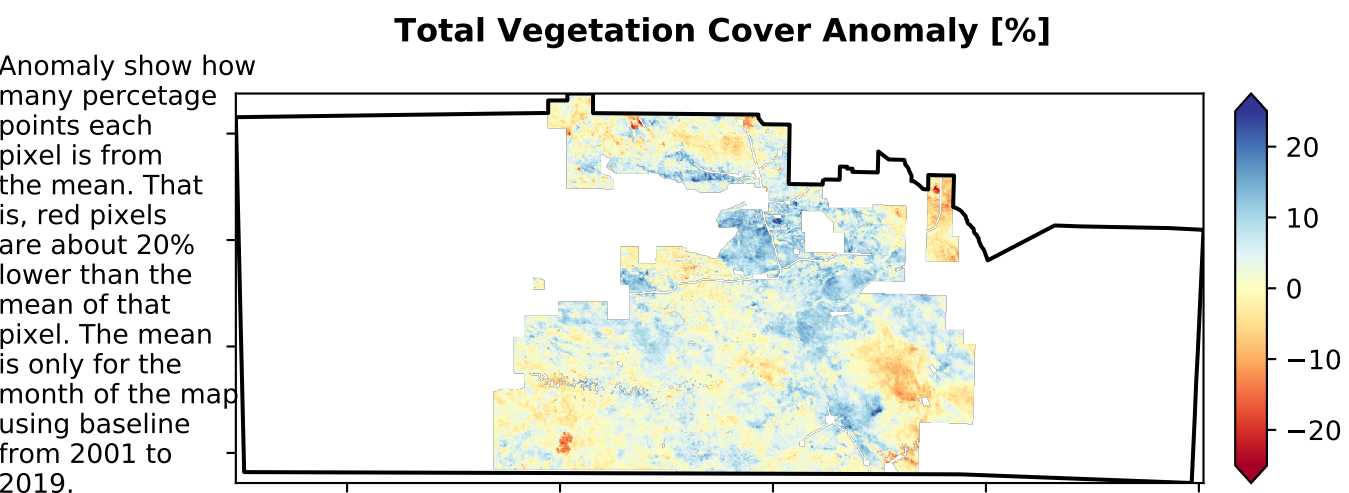 Total Vegetation Cover Anomaly [%]
Anomaly show how
many percetage
points each
pixel is from
the mean. That
is, red pixels
are about 20%
lower than the
mean of that
pixel. The mean
is only for the
month of the map
using baseline
from 2001 to
2019.
20
10
0
−10
−20